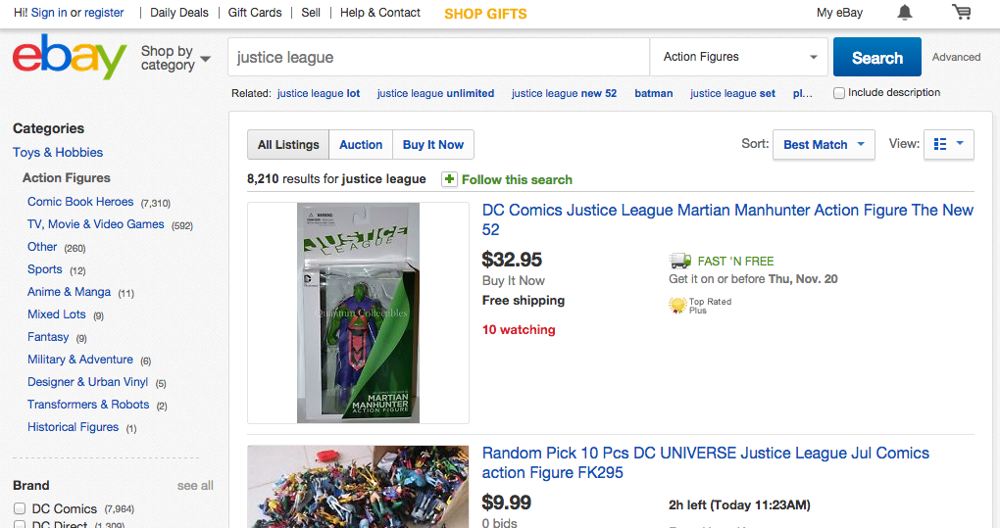 Hi! Sign in or register
Daily Deals
Gift Cards
Sell
Help & Contact
SHOP GIFTS
My eBay
ebay
Shop by
category
justice league
Action Figures
Search
Advanced
Related: justice league lot justice league unlimited justice league new 52 batman justice league set pl...
Include description
Categories
Toys & Hobbies
Action Figures
Comic Book Heroes (7,310)
TV, Movie & Video Games (592)
Other (260)
Sports (12)
Anime & Manga (11)
Mixed Lots (9)
Fantasy (9)
Military & Adventure (6)
Designer & Urban Vinyl (5)
Transformers & Robots (2)
Historical Figures (1)
Brand
see all
DC Comics (7,964)
DC Direct (1,309)
All Listings
Auction
Buy It Now
Sort: Best Match
View:
8,210 results for justice league
Follow this search
JUSTICE
LEAGUE
Quantum Collectibles
MARTIAN
MANHUNTER
ACTION FIGURE
DC Comics Justice League Martian Manhunter Action Figure The New
52
$32.95
Buy It Now
Free shipping
10 watching
FAST 'N FREE
Get it on or before Thu, Nov. 20
Top Rated
Plus
Random Pick 10 Pcs DC UNIVERSE Justice League Jul Comics
action Figure FK295
$9.99
0 bids
2h left (Today 11:23AM)